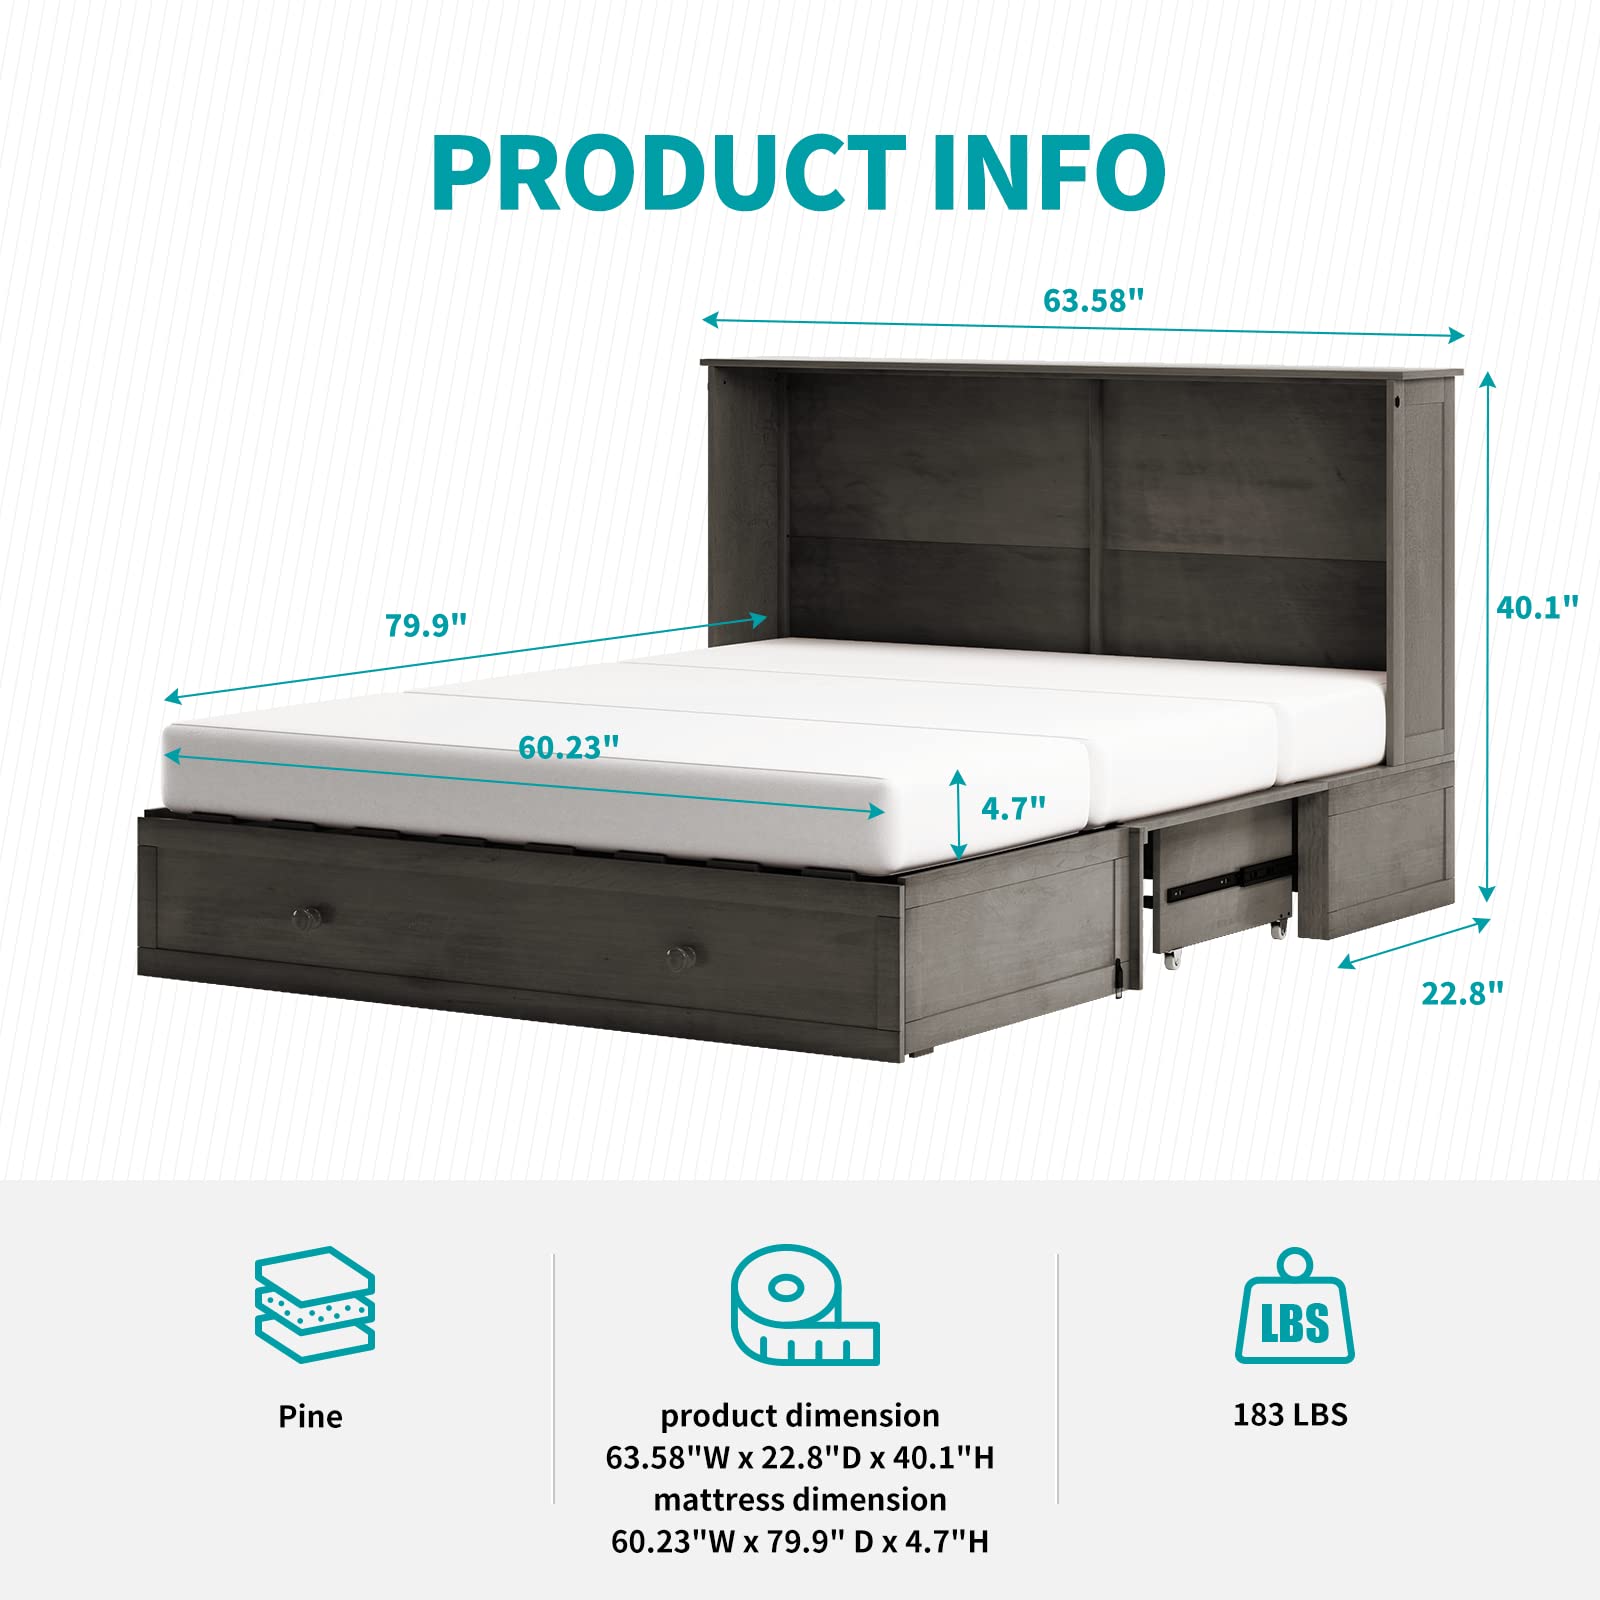 PRODUCT INFO
63.58"
79.9"
40.1"
60.23"
4.7"
22.8"
LBS
Pine
product dimension
63.58"W x 22.8"D x 40.1"H
mattress dimension
60.23"W x 79.9" D x 4.7"H
183 LBS